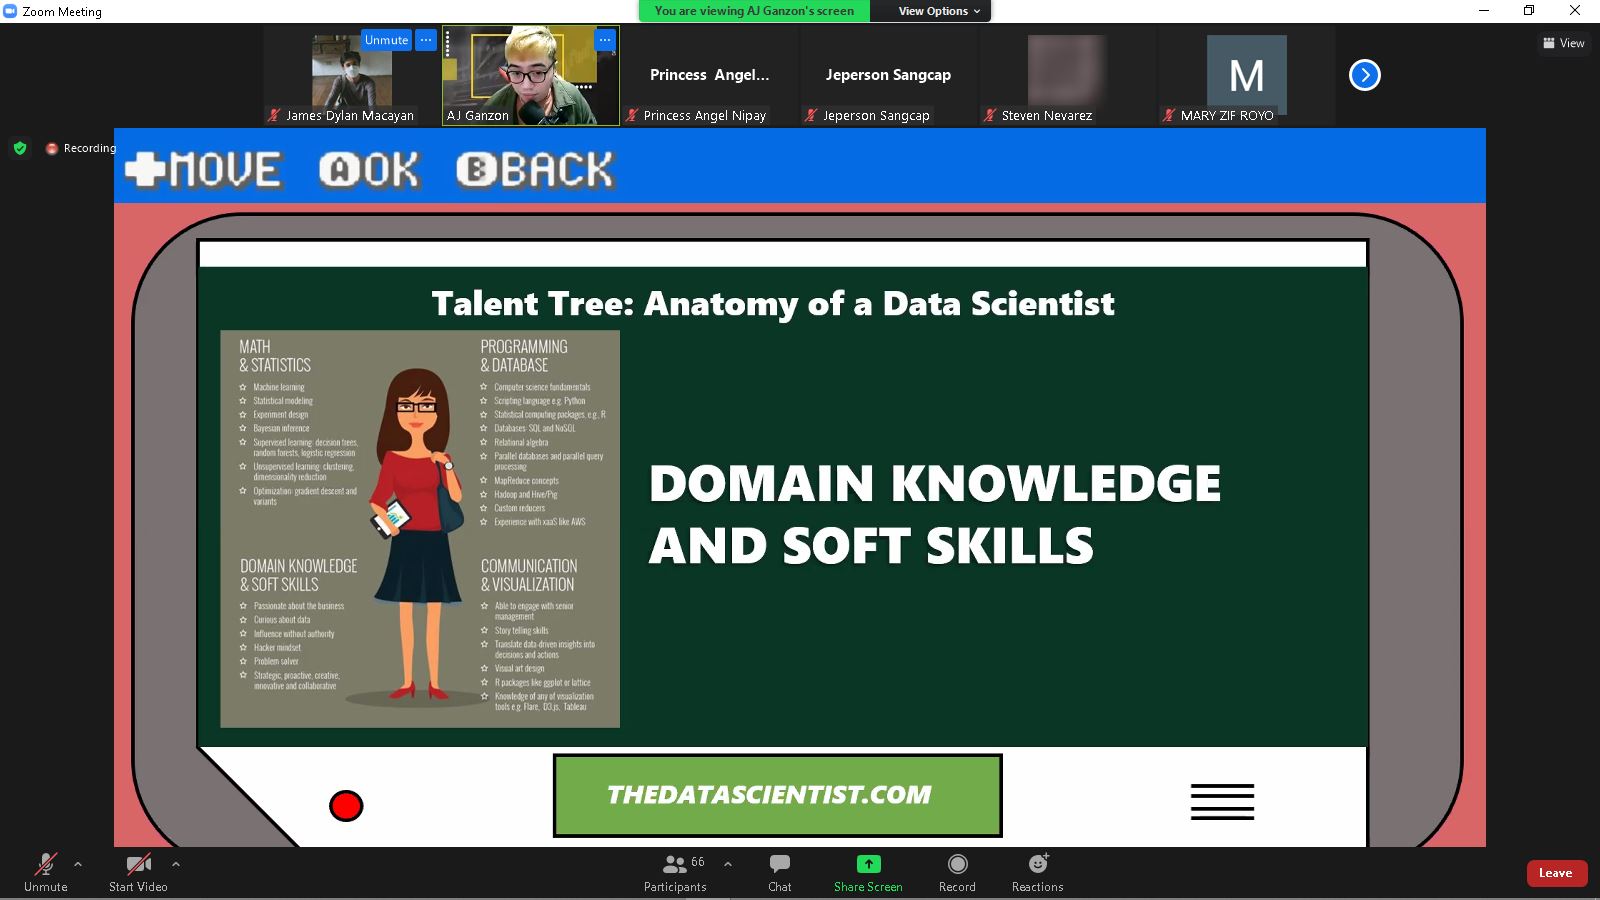 Zoom Meeting
You are viewing AJ Ganzon's screen
View Options
View
Unmute
James Dylan Macayan
AJ Ganzon
Princess Angel...
Princess Angel Nipay
Jeperson Sangcap
Jeperson Sangcap
Steven Nevarez
M
MARY ZIF ROYO
Recording
MOVE A OK B BACK
Talent Tree: Anatomy of a Data Scientist
MATH
& STATISTICS
Machine learning
Statistical modeling
Experiment design
Bayesian inference
Supervised learning: decision trees,
random forests, logistic regression
Unsupervised learning: clustering,
dimensionality reduction
Optimization: gradient descent and
variants
PROGRAMMING
& DATABASE
Computer science fundamentals
Scripting language e.g. Python
Statistical computing packages, e.g., R
Databases: SQL and NoSQL
Relational algebra
Parallel databases and parallel query
processing
MapReduce concepts
Hadoop and Hive/Pig
Custom reducers
Experience with xaaS like AWS
DOMAIN KNOWLEDGE
& SOFT SKILLS
Passionate about the business
Curious about data
Influence without authority
Hacker mindset
Problem solver
Strategic, proactive, creative,
innovative and collaborative
COMMUNICATION
& VISUALIZATION
Able to engage with senior
management
Story telling skills
Translate data-driven insights into
decisions and actions
Visual art design
R packages like ggplot or lattice
Knowledge of any of visualization
tools e.g. Flare, D3.js, Tableau
DOMAIN KNOWLEDGE
AND SOFT SKILLS
THEDATASCIENTIST.COM
Unmute
Start Video
66
Participants
Chat
Share Screen
Record
Reactions
Leave